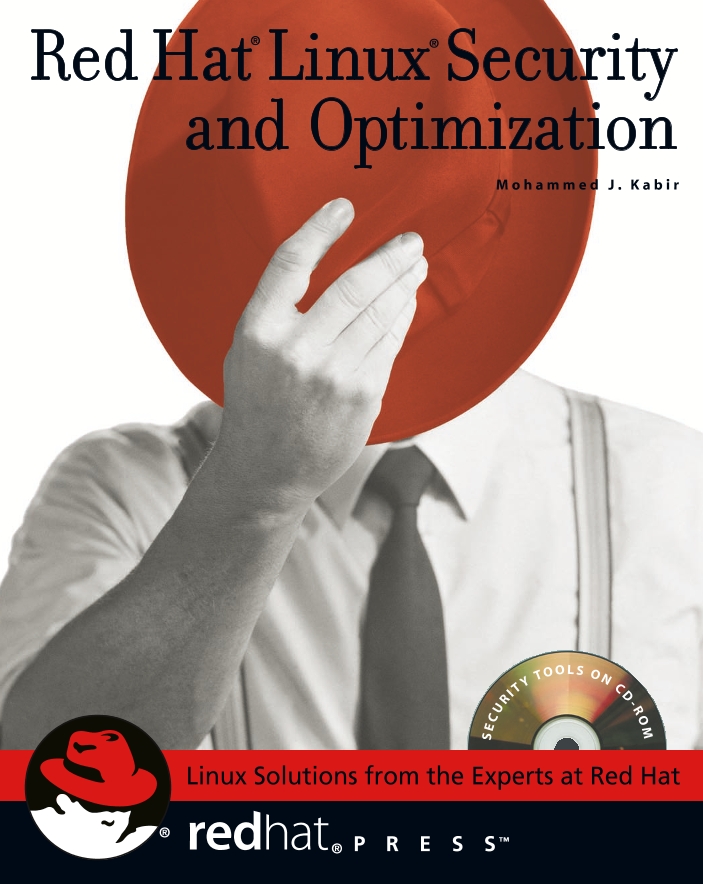 Red Hat® Linux® Security
and Optimization
Mohammed J. Kabir
SECURITY TOOLS ON CD-ROM
Linux Solutions from the Experts at Red Hat
® redhat® PRESS™